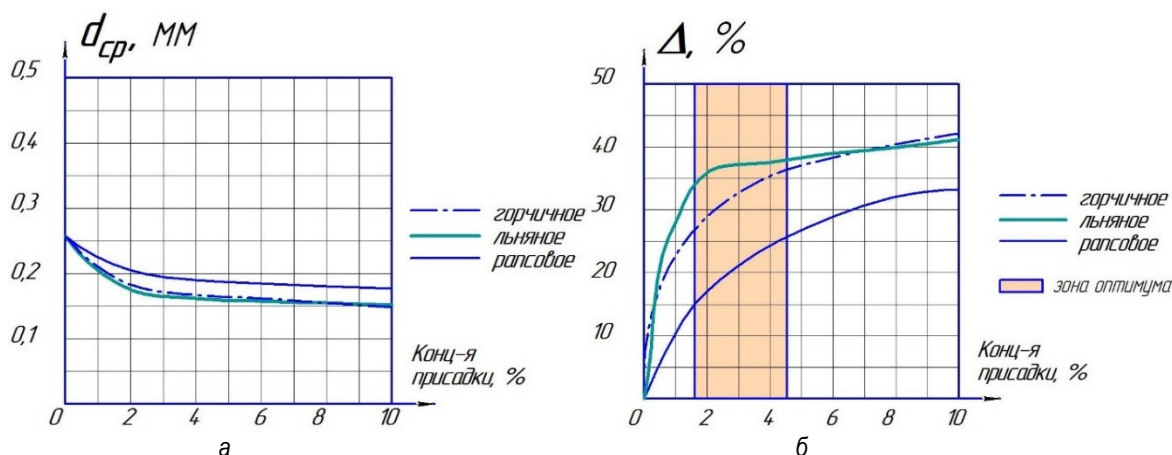 d_ср, мм
0,5
0,4
0,3
0,2
0,1
0 2 4 6 8 10
Конц-я
присадки, %
горчичное
льняное
рапсовое
а
Δ, %
50
40
30
20
10
0 2 4 6 8 10
Конц-я
присадки, %
горчичное
льняное
рапсовое
зона оптимума
б